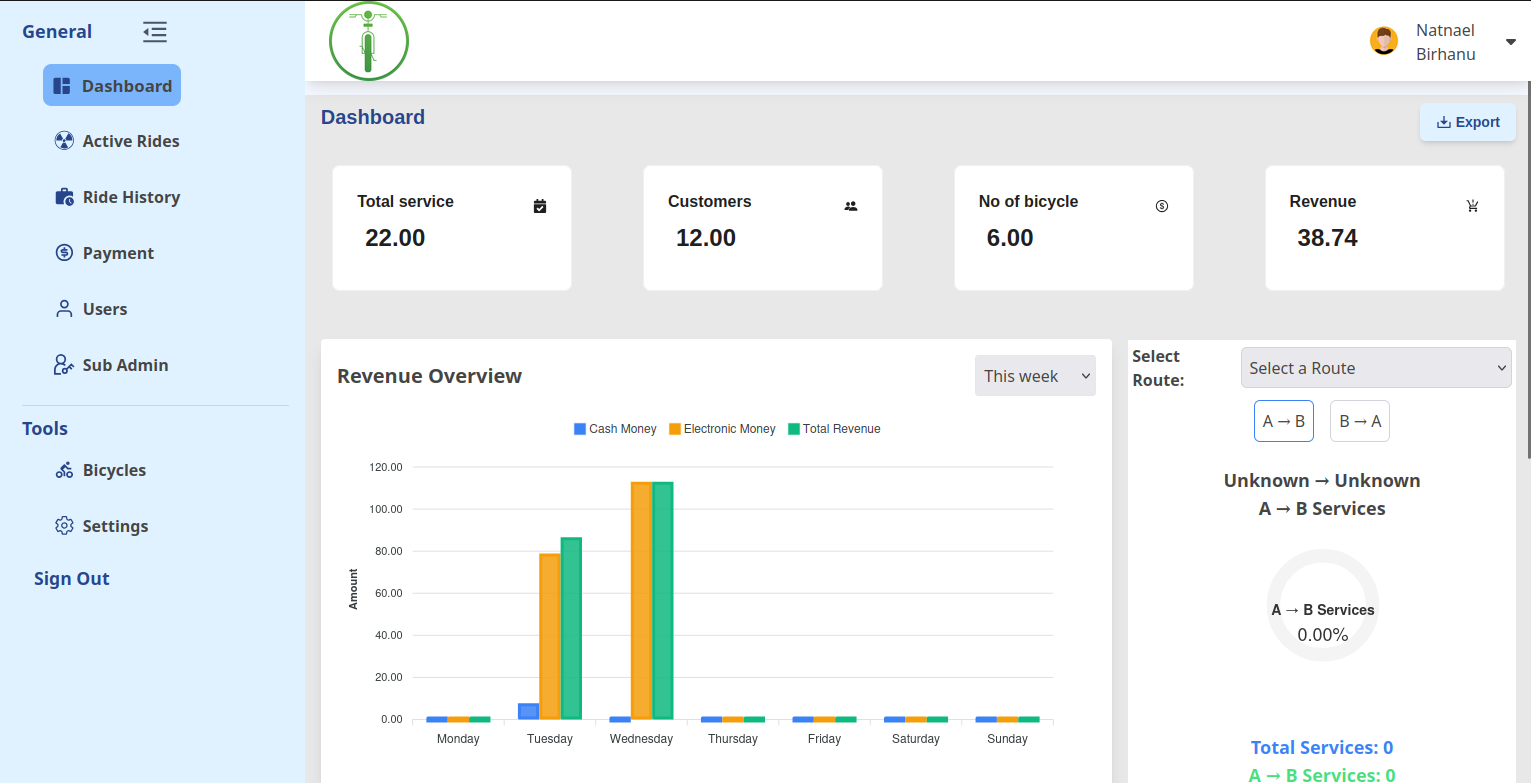 General
Dashboard
Active Rides
Ride History
Payment
Users
Sub Admin
Tools
Bicycles
Settings
Sign Out
Natnael
Birhanu
Dashboard
Export
Total service
22.00
Customers
12.00
No of bicycle
6.00
Revenue
38.74
Revenue Overview
This week
Cash Money Electronic Money Total Revenue
Amount
120.00
100.00
80.00
60.00
40.00
20.00
0.00
Monday Tuesday Wednesday Thursday Friday Saturday Sunday
Select
Route:
Select a Route
A → B B → A
Unknown → Unknown
A → B Services
A → B Services
0.00%
Total Services: 0
A → B Services: 0